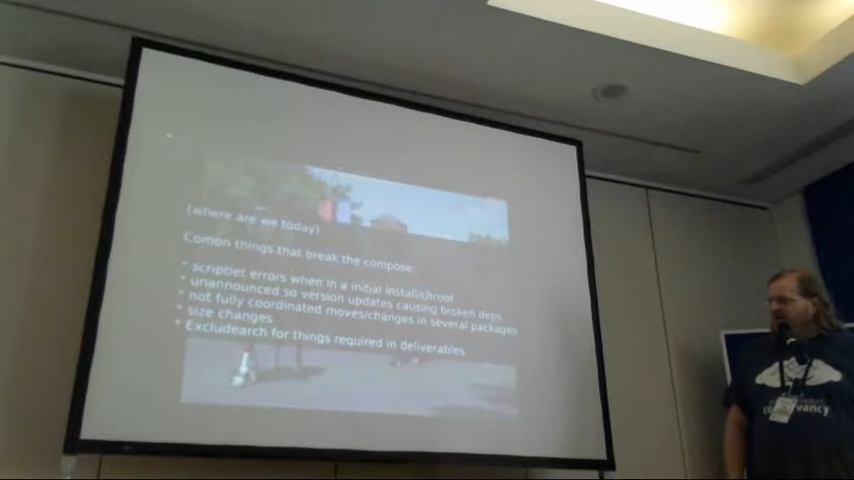 (where are we today)
Comon things that break the compose:
* scriptlet errors when in a initial install/chroot
* unannounced so version updates causing broken deps
* not fully coordinated moves/changes in several packages
* size changes
* Excludearch for things required in deliverables